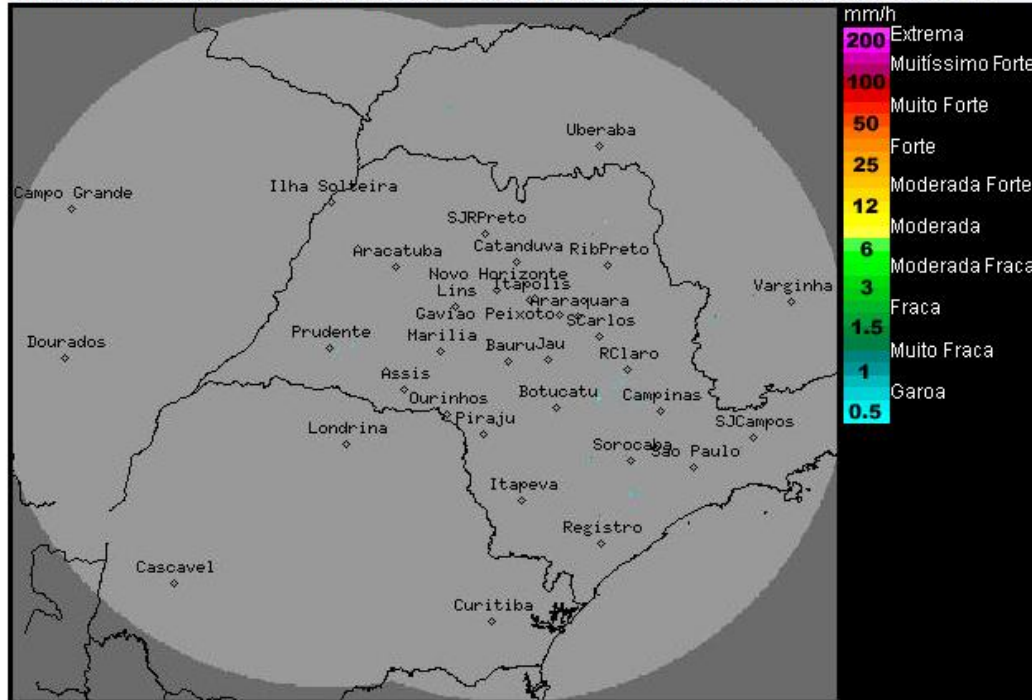 mm/h
200 Extrema
Muitíssimo Forte
100
Muito Forte
50
Forte
25
Moderada Forte
12
Moderada
6
Moderada Fraca
3
Fraca
1.5
Muito Fraca
1
Garoa
0.5
Uberaba
Campo Grande
Ilha Solteira
SJRPreto
Aracatuba
Catanduva
RibPreto
Novo Horizonte
Itapolis
Lins
Araraquara
Varginha
Gaviao Peixoto
SCarlos
Prudente
Marilia
Bauru
Jau
Dourados
RClaro
Assis
Ourinhos
Botucatu
Campinas
Piraju
SJCampos
Londrina
Sorocaba
Sao Paulo
Itapeva
Registro
Cascavel
Curitiba